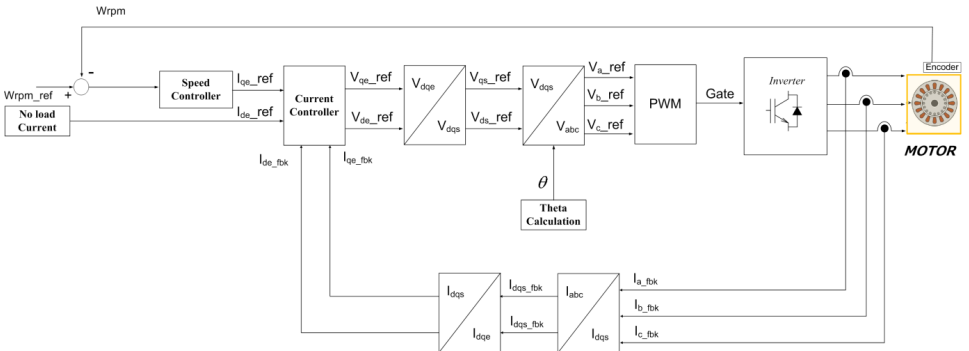 Wrpm
-
Wrpm_ref
+
No load
Current
Speed
Controller
Iqe_ref
Ide_ref
Current
Controller
Ide_fbk
Iqe_fbk
Vqe_ref
Vde_ref
Vdqe
Vdqs
Vqs_ref
Vds_ref
Vdqs
Vabc
θ
Theta
Calculation
Va_ref
Vb_ref
Vc_ref
PWM
Gate
Inverter
Encoder
MOTOR
Idqs
Idqe
Idqs_fbk
Idqs_fbk
Iabc
Idqs
Ia_fbk
Ib_fbk
Ic_fbk